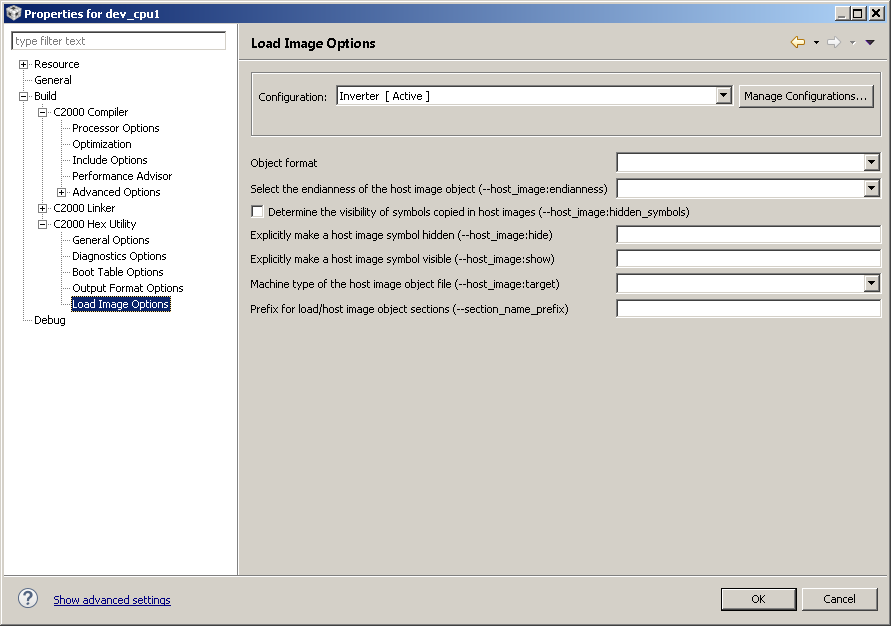 Properties for dev_cpu1
type filter text
Resource
General
Build
C2000 Compiler
Processor Options
Optimization
Include Options
Performance Advisor
Advanced Options
C2000 Linker
C2000 Hex Utility
General Options
Diagnostics Options
Boot Table Options
Output Format Options
Load Image Options
Debug
Load Image Options
Configuration: Inverter [ Active ] Manage Configurations...
Object format
Select the endianness of the host image object (--host_image:endianness)
Determine the visibility of symbols copied in host images (--host_image:hidden_symbols)
Explicitly make a host image symbol hidden (--host_image:hide)
Explicitly make a host image symbol visible (--host_image:show)
Machine type of the host image object file (--host_image:target)
Prefix for load/host image object sections (--section_name_prefix)
? Show advanced settings OK Cancel